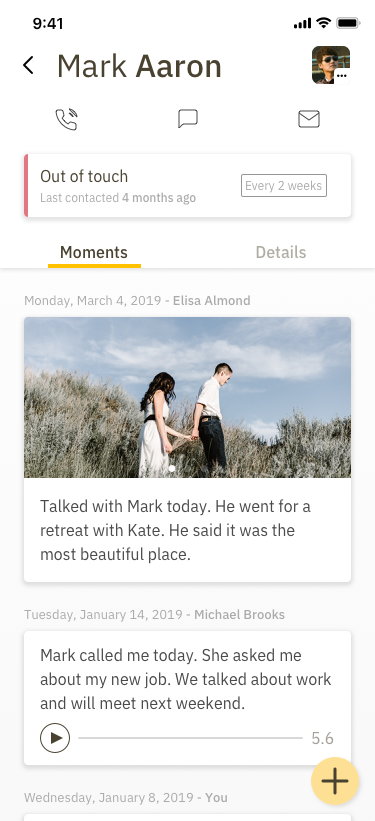 9:41
Mark Aaron
Out of touch
Last contacted 4 months ago
Every 2 weeks
Moments
Details
Monday, March 4, 2019 - Elisa Almond
Talked with Mark today. He went for a
retreat with Kate. He said it was the
most beautiful place.
Tuesday, January 14, 2019 - Michael Brooks
Mark called me today. She asked me
about my new job. We talked about work
and will meet next weekend.
5.6
Wednesday, January 8, 2019 - You